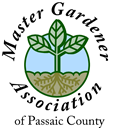 Master Gardener
Association
of Passaic County